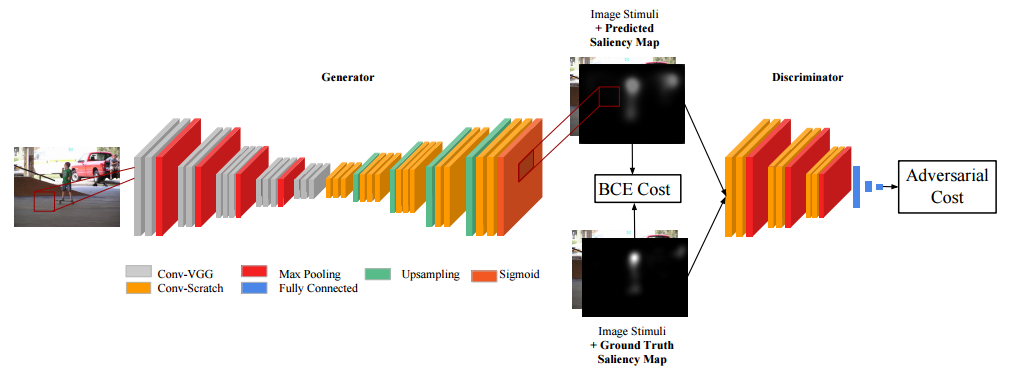 Image Stimuli
+ Predicted
Saliency Map
Generator
Discriminator
BCE Cost
Adversarial
Cost
Conv-VGG
Max Pooling
Upsampling
Sigmoid
Conv-Scratch
Fully Connected
Image Stimuli
+ Ground Truth
Saliency Map